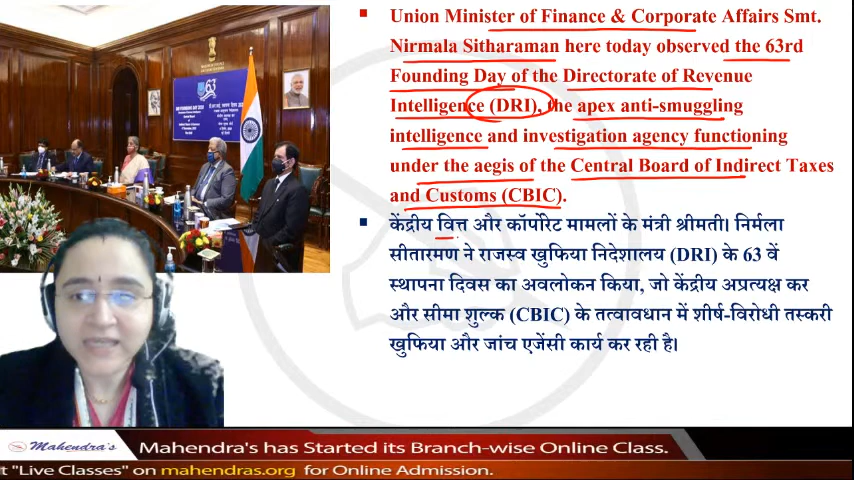 Union Minister of Finance & Corporate Affairs Smt.
Nirmala Sitharaman here today observed the 63rd
Founding Day of the Directorate of Revenue
Intelligence (DRI), the apex anti-smuggling
intelligence and investigation agency functioning
under the aegis of the Central Board of Indirect Taxes
and Customs (CBIC).
केंद्रीय वित्त और कॉर्पोरेट मामलों के मंत्री श्रीमती। निर्मला
सीतारमण ने राजस्व खुफिया निदेशालय (DRI) के 63 वें
स्थापना दिवस का अवलोकन किया, जो केंद्रीय अप्रत्यक्ष कर
और सीमा शुल्क (CBIC) के तत्वावधान में शीर्ष-विरोधी तस्करी
खुफिया और जांच एजेंसी कार्य कर रही है।
63
Mahendra's
Mahendra's has Started its Branch-wise Online Class.
t "Live Classes" on mahendras.org for Online Admission.